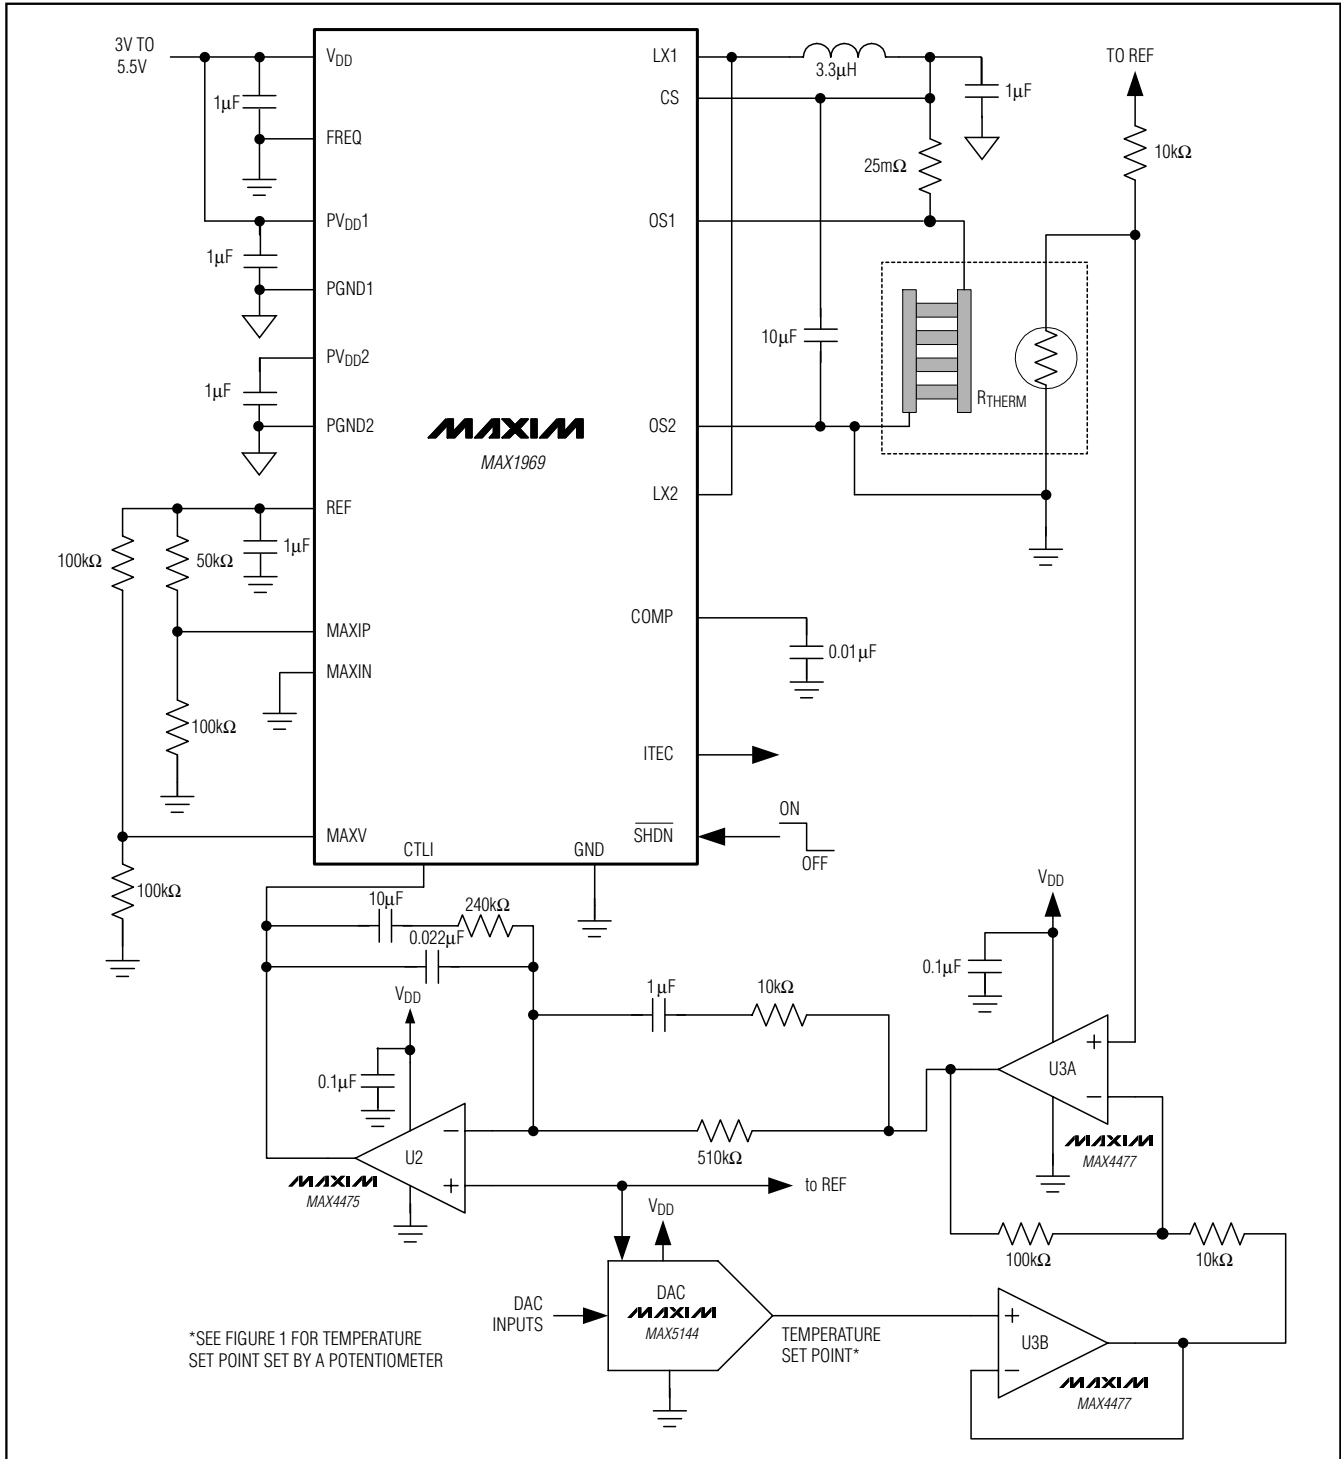 3V TO
5.5V
VDD
1µF
FREQ
PVDD1
1µF
PGND1
PVDD2
1µF
PGND2
REF
1µF
100kΩ
50kΩ
MAXIP
MAXIN
100kΩ
MAXV
100kΩ
CTLI
GND
MAXIM
MAX1969
LX1
3.3µH
CS
1µF
25mΩ
OS1
10µF
OS2
RTHERM
LX2
TO REF
10kΩ
COMP
0.01µF
ITEC
SHDN
ON
OFF
10µF
240kΩ
0.022µF
VDD
0.1µF
1µF
10kΩ
510kΩ
U2
MAXIM
MAX4475
to REF
VDD
0.1µF
U3A
MAXIM
MAX4477
100kΩ
10kΩ
VDD
DAC
INPUTS
DAC
MAXIM
MAX5144
TEMPERATURE
SET POINT*
U3B
MAXIM
MAX4477
*SEE FIGURE 1 FOR TEMPERATURE
SET POINT SET BY A POTENTIOMETER